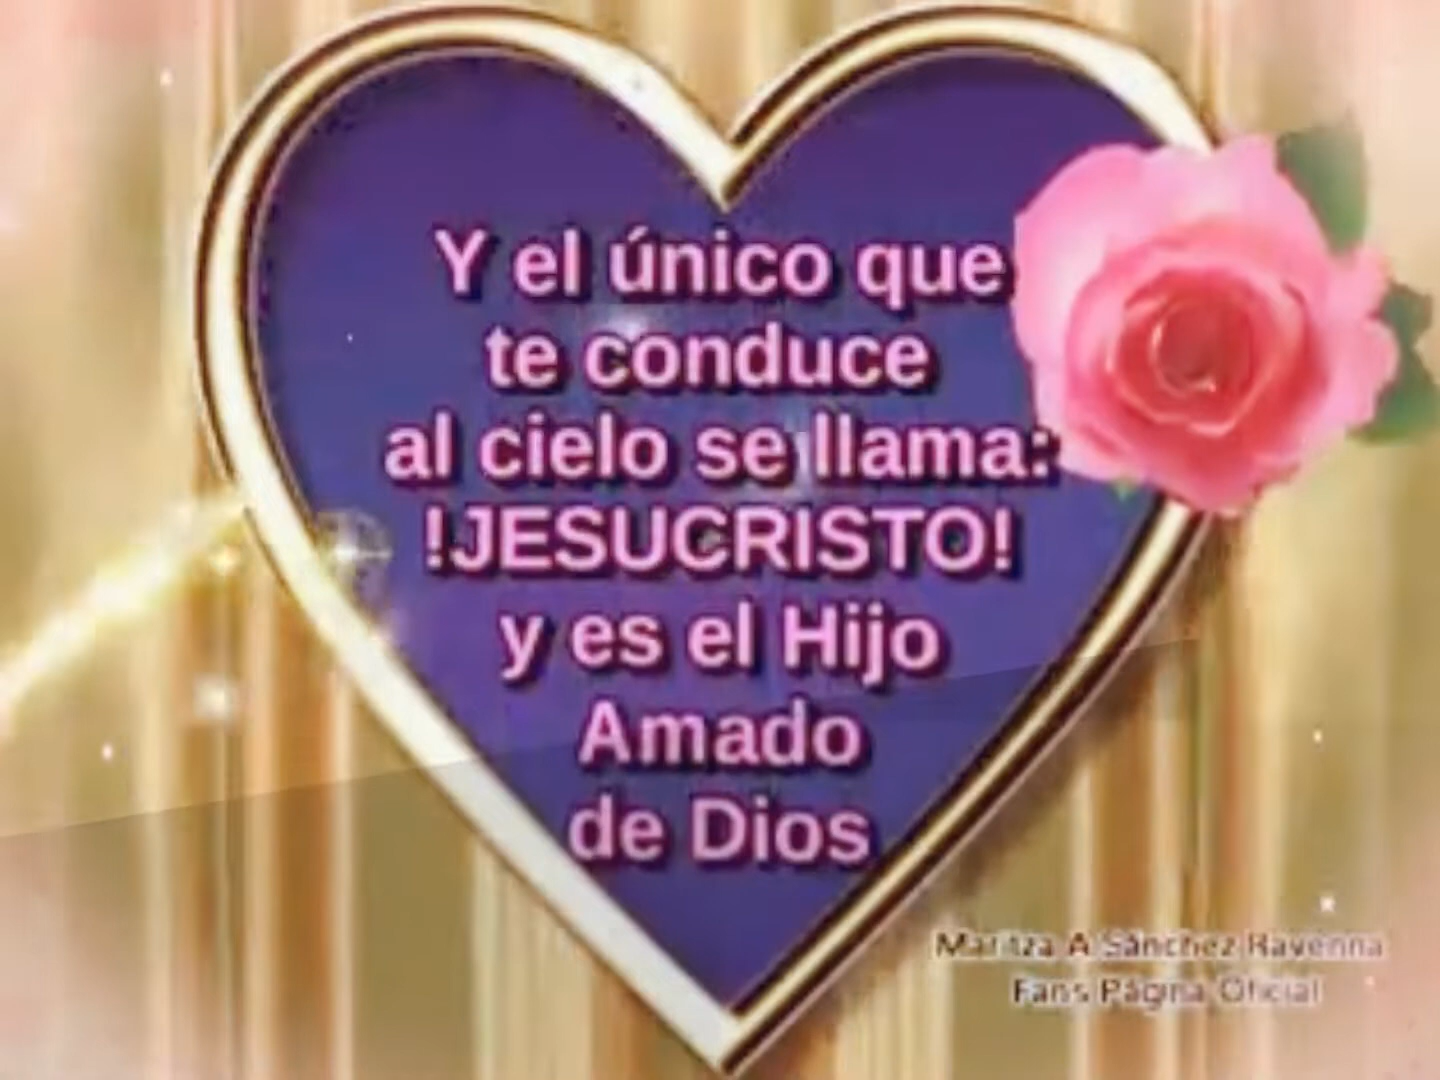 Y el único que
te conduce
al cielo se llama:
!JESUCRISTO!
y es el Hijo
Amado
de Dios
Maritza A Sánchez Ravenna
Fans Página Oficial